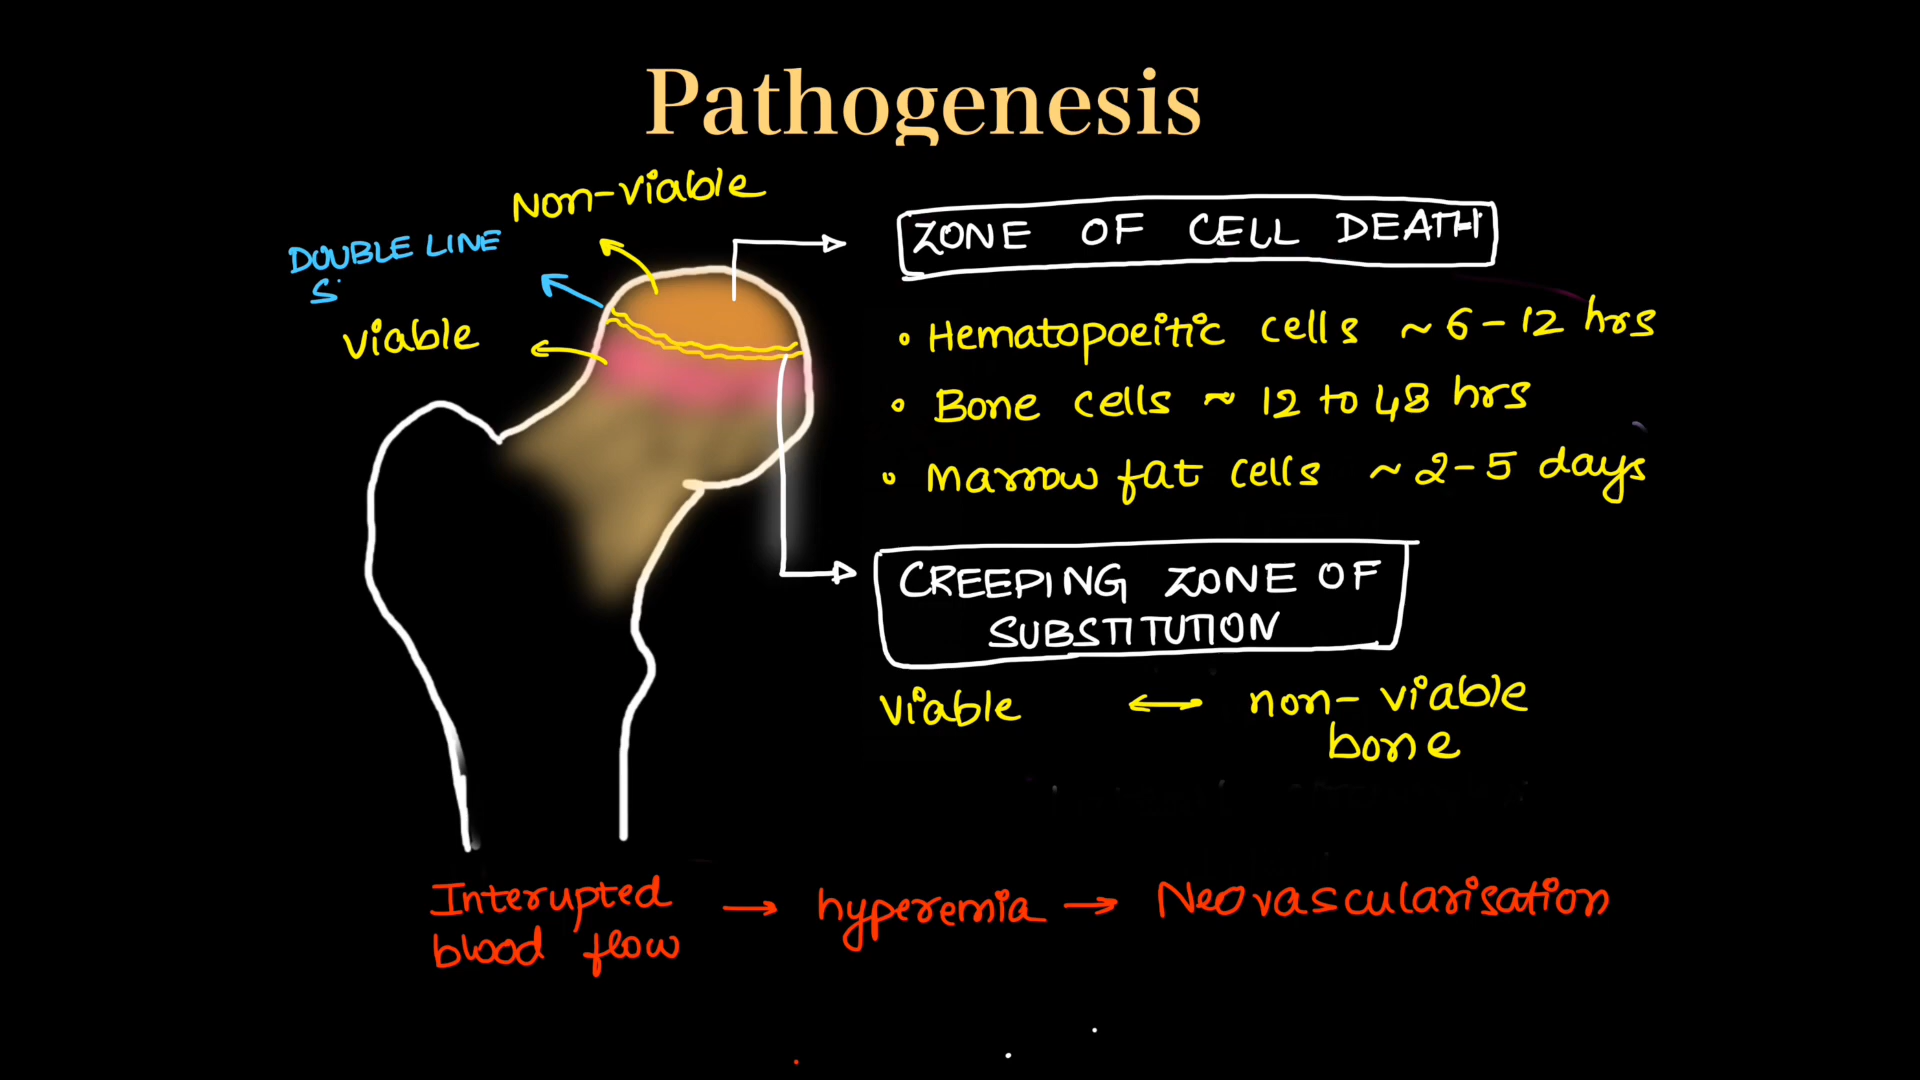 Pathogenesis
Non-viable
DOUBLE LINE
Si
viable
ZONE OF CELL DEATH
• Hematopoeitic cells ~ 6-12 hrs
• Bone cells ~ 12 to 48 hrs
• Marrow fat cells ~ 2-5 days
CREEPING ZONE OF
SUBSTITUTION
viable ↔ non-viable
bone
Interupted → hyperemia → Neovascularisation
blood flow